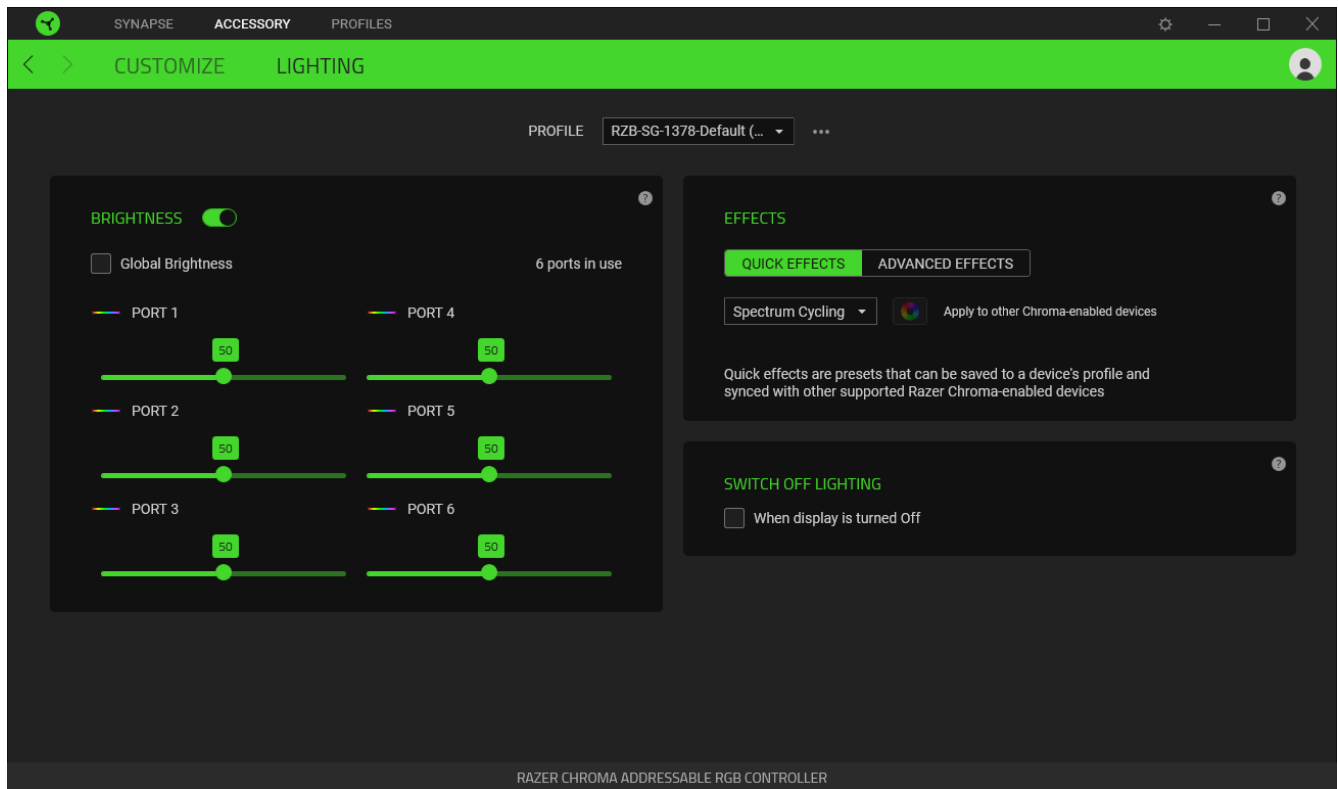 SYNAPSE ACCESSORY PROFILES
CUSTOMIZE LIGHTING
PROFILE RZB-SG-1378-Default (...
BRIGHTNESS
Global Brightness 6 ports in use
PORT 1 PORT 4
50 50
PORT 2 PORT 5
50 50
PORT 3 PORT 6
50 50
EFFECTS
QUICK EFFECTS ADVANCED EFFECTS
Spectrum Cycling Apply to other Chroma-enabled devices
Quick effects are presets that can be saved to a device's profile and
synced with other supported Razer Chroma-enabled devices
SWITCH OFF LIGHTING
When display is turned Off
RAZER CHROMA ADDRESSABLE RGB CONTROLLER